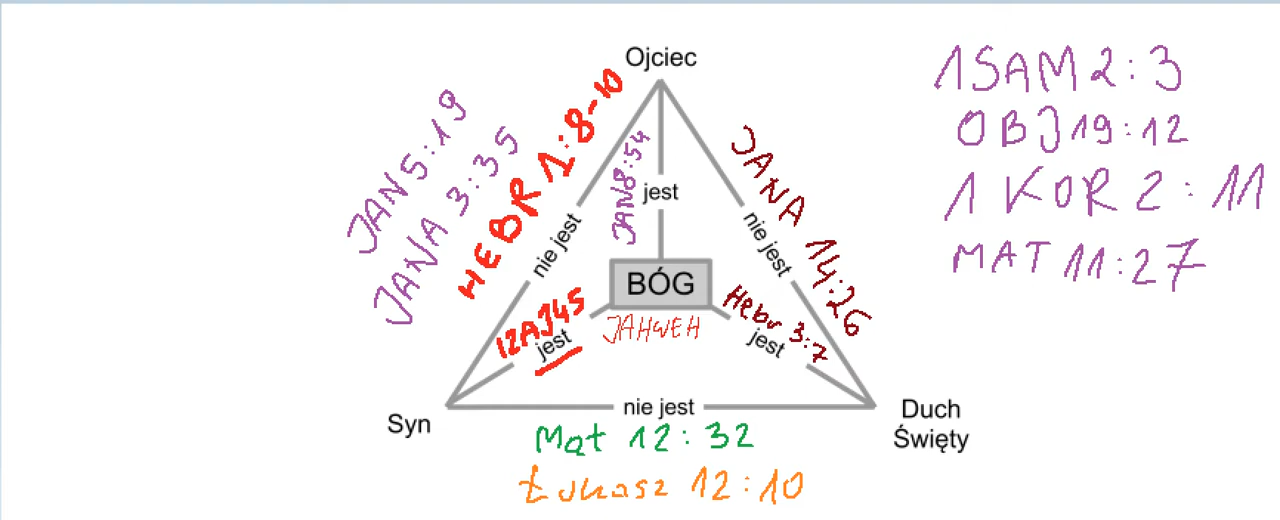 Ojciec
1SAM 2:3
OBJ 19:12
1 KOR 2:11
MAT 11:27
JAN 5:19
JANA 3:35
HEBR 1:8-10
nie jest
JAN 8:54
jest
JANA 14:26
nie jest
BÓG
JAHWEH
IZAJ45
jest
Hebr 3:7
jest
Syn
nie jest
Duch
Święty
Mat 12:32
Łukasz 12:10